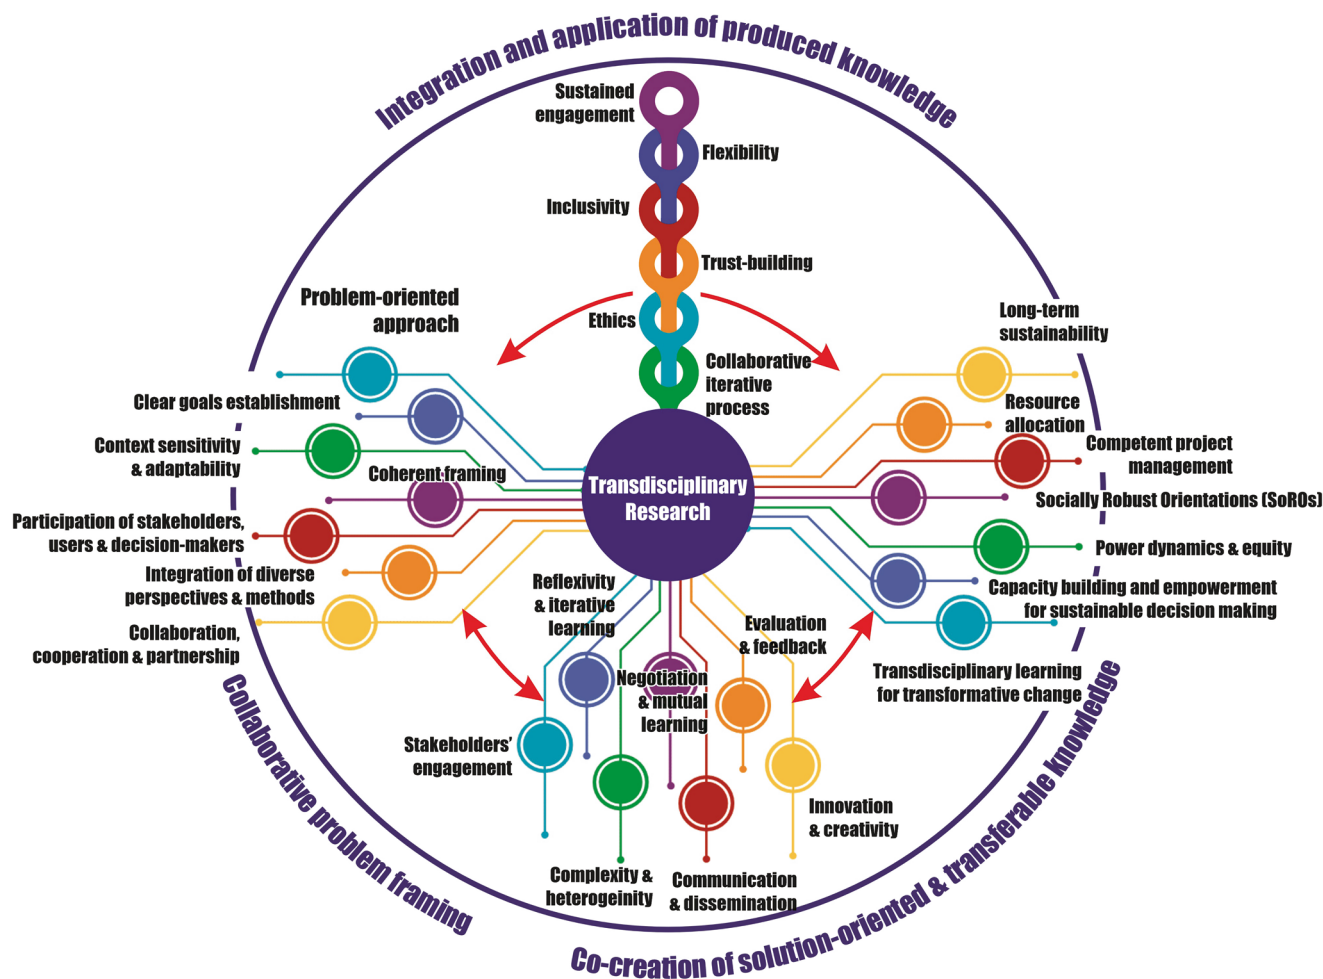 Integration and application of produced knowledge
Sustained
engagement
Flexibility
Inclusivity
Trust-building
Ethics
Collaborative
iterative
process
Problem-oriented
approach
Clear goals establishment
Context sensitivity
& adaptability
Coherent framing
Participation of stakeholders,
users & decision-makers
Integration of diverse
perspectives & methods
Collaboration,
cooperation & partnership
Transdisciplinary
Research
Long-term
sustainability
Resource
allocation
Competent project
management
Socially Robust Orientations (SoROs)
Power dynamics & equity
Capacity building and empowerment
for sustainable decision making
Transdisciplinary learning
for transformative change
Reflexivity
& iterative
learning
Evaluation
& feedback
Negotiation
& mutual
learning
Stakeholders'
engagement
Innovation
& creativity
Complexity &
heterogeinity
Communication
& dissemination
Collaborative problem framing
Co-creation of solution-oriented & transferable knowledge